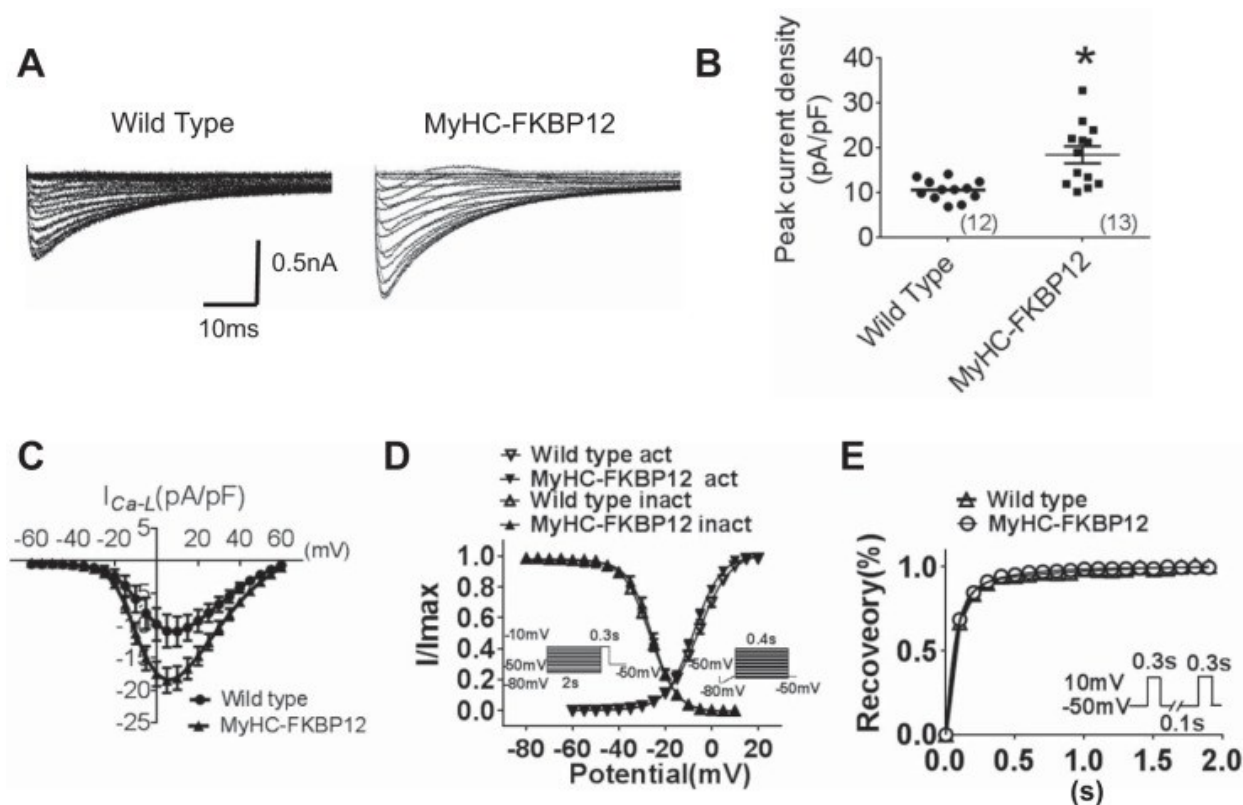 A
Wild Type
MyHC-FKBP12
0.5nA
10ms
B
Peak current density
(pA/pF)
40
30
20
10
0
*
(12)
(13)
Wild Type
MyHC-FKBP12
C
I Ca-L(pA/pF)
-60 -40 -20 20 40 60 (mV)
5
-20
-25
Wild type
MyHC-FKBP12
D
Wild type act
MyHC-FKBP12 act
Wild type inact
MyHC-FKBP12 inact
I/Imax
1.0
0.8
0.6
0.4
0.2
0.0
-10mV
-50mV
-80mV
0.3s
-50mV
2s
0.4s
-50mV
-80mV
-50mV
-80 -60 -40 -20 0 20
Potential(mV)
E
Wild type
MyHC-FKBP12
Recoveory(%)
1.0
0.5
0.0
0.3s 0.3s
10mV
-50mV
0.1s
0.0 0.5 1.0 1.5 2.0
(s)